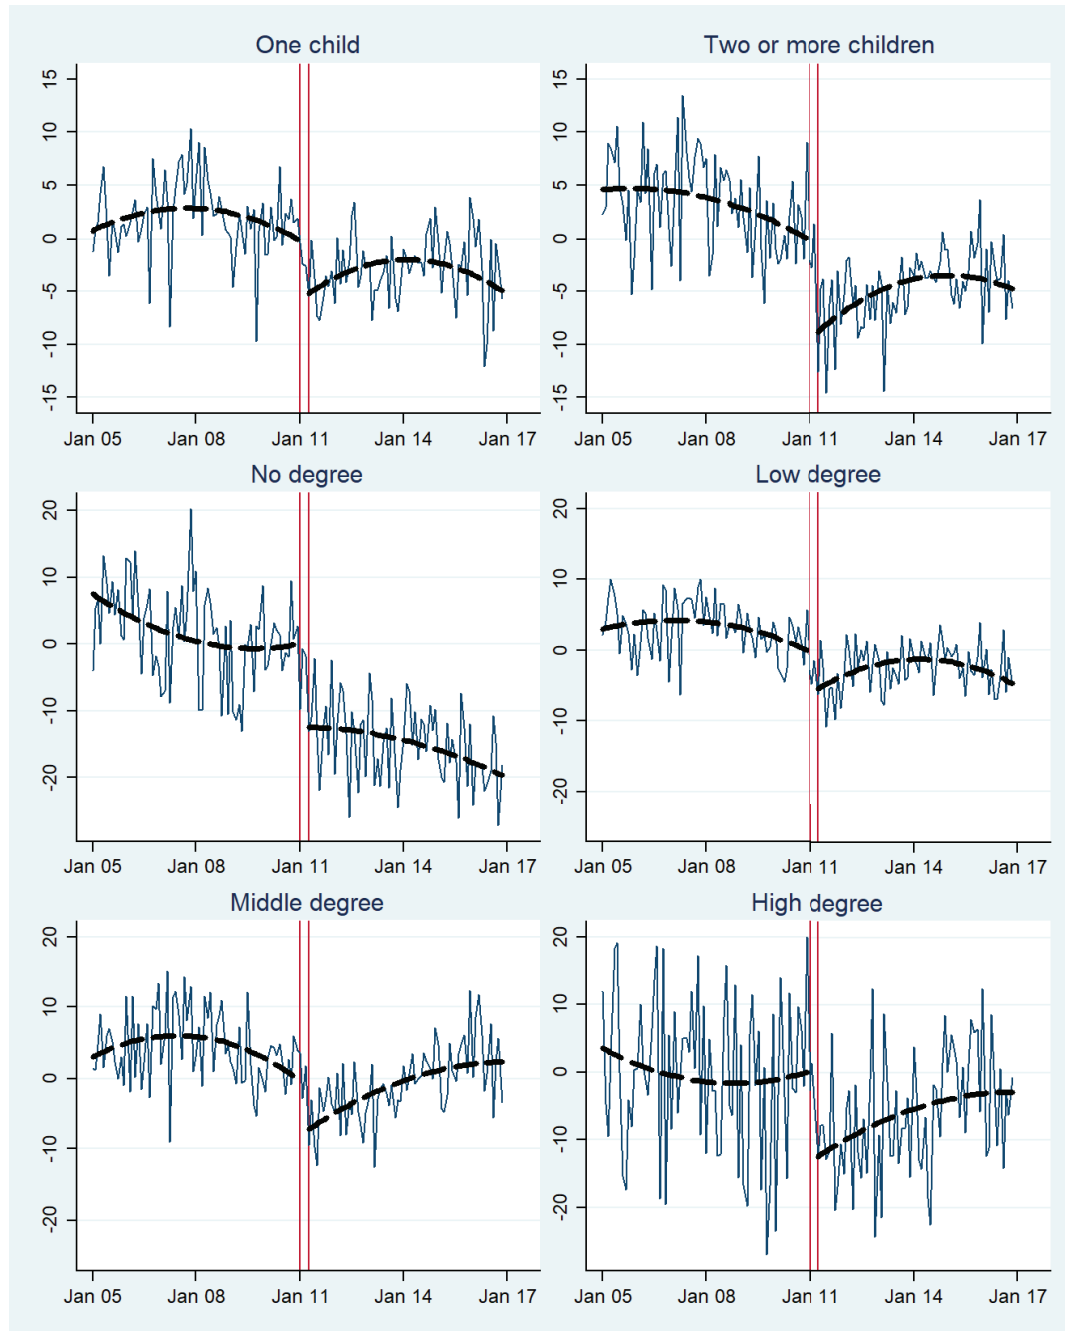 One child
Two or more children
15
10
5
0
-5
-10
-15
Jan 05
Jan 08
Jan 11
Jan 14
Jan 17
15
10
5
0
-5
-10
-15
Jan 05
Jan 08
Jan 11
Jan 14
Jan 17
No degree
Low degree
20
10
0
-10
-20
Jan 05
Jan 08
Jan 11
Jan 14
Jan 17
20
10
0
-10
-20
Jan 05
Jan 08
Jan 11
Jan 14
Jan 17
Middle degree
High degree
20
10
0
-10
-20
Jan 05
Jan 08
Jan 11
Jan 14
Jan 17
20
10
0
-10
-20
Jan 05
Jan 08
Jan 11
Jan 14
Jan 17